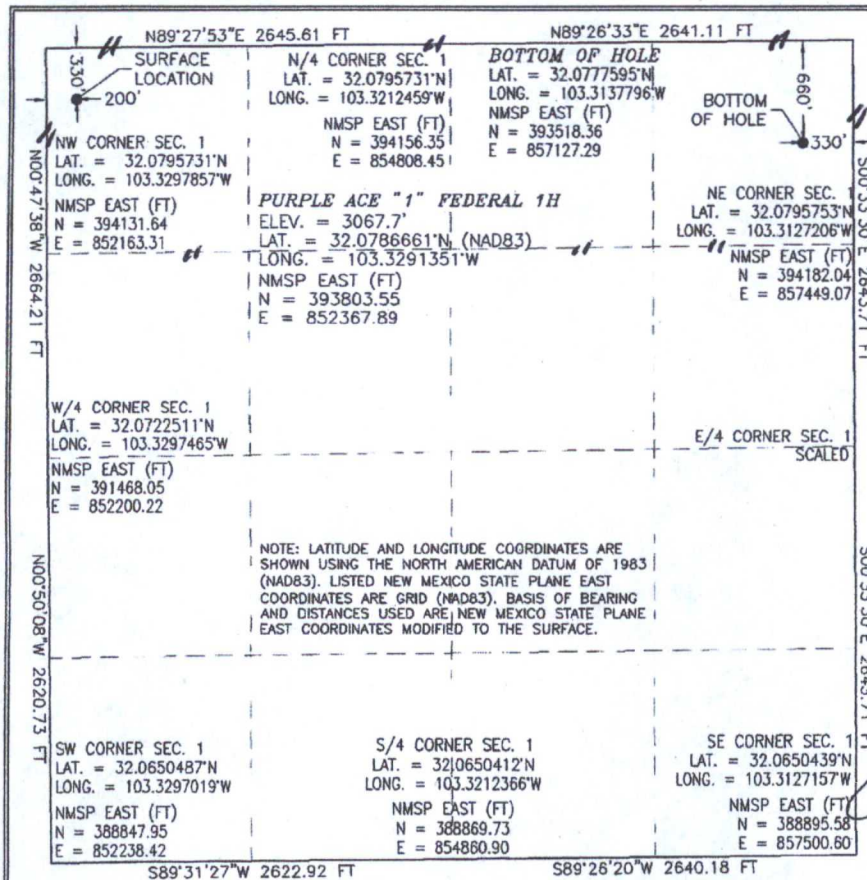 N89°27'53"E 2645.61 FT
N89°26'33"E 2641.11 FT
330'
SURFACE
LOCATION
200'
N/4 CORNER SEC. 1
LAT. = 32.0795731°N
LONG. = 103.3212459°W
NMSP EAST (FT)
N = 394156.35
E = 854808.45
BOTTOM OF HOLE
LAT. = 32.0777595°N
LONG. = 103.3137796°W
NMSP EAST (FT)
N = 393518.36
E = 857127.29
660'
BOTTOM
OF HOLE
330'
NW CORNER SEC. 1
LAT. = 32.0795731°N
LONG. = 103.3297857°W
NMSP EAST (FT)
N = 394131.64
E = 852163.31
N00°47'38"W 2664.21 FT
PURPLE ACE "1" FEDERAL 1H
ELEV. = 3067.7'
LAT. = 32.0786661°N (NAD83)
LONG. = 103.3291351°W
NMSP EAST (FT)
N = 393803.55
E = 852367.89
NE CORNER SEC. 1
LAT. = 32.0795753°N
LONG. = 103.3127206°W
NMSP EAST (FT)
N = 394182.04
E = 857449.07
W/4 CORNER SEC. 1
LAT. = 32.0722511°N
LONG. = 103.3297465°W
NMSP EAST (FT)
N = 391468.05
E = 852200.22
E/4 CORNER SEC. 1
SCALED
NOTE: LATITUDE AND LONGITUDE COORDINATES ARE
SHOWN USING THE NORTH AMERICAN DATUM OF 1983
(NAD83). LISTED NEW MEXICO STATE PLANE EAST
COORDINATES ARE GRID (NAD83). BASIS OF BEARING
AND DISTANCES USED ARE NEW MEXICO STATE PLANE
EAST COORDINATES MODIFIED TO THE SURFACE.
N00°50'08"W 2620.73 FT
SW CORNER SEC. 1
LAT. = 32.0650487°N
LONG. = 103.3297019°W
NMSP EAST (FT)
N = 388847.95
E = 852238.42
S/4 CORNER SEC. 1
LAT. = 32.0650412°N
LONG. = 103.3212366°W
NMSP EAST (FT)
N = 388869.73
E = 854860.90
SE CORNER SEC. 1
LAT. = 32.0650439°N
LONG. = 103.3127157°W
NMSP EAST (FT)
N = 388895.58
E = 857500.60
S89°31'27"W 2622.92 FT
S89°26'20"W 2640.18 FT